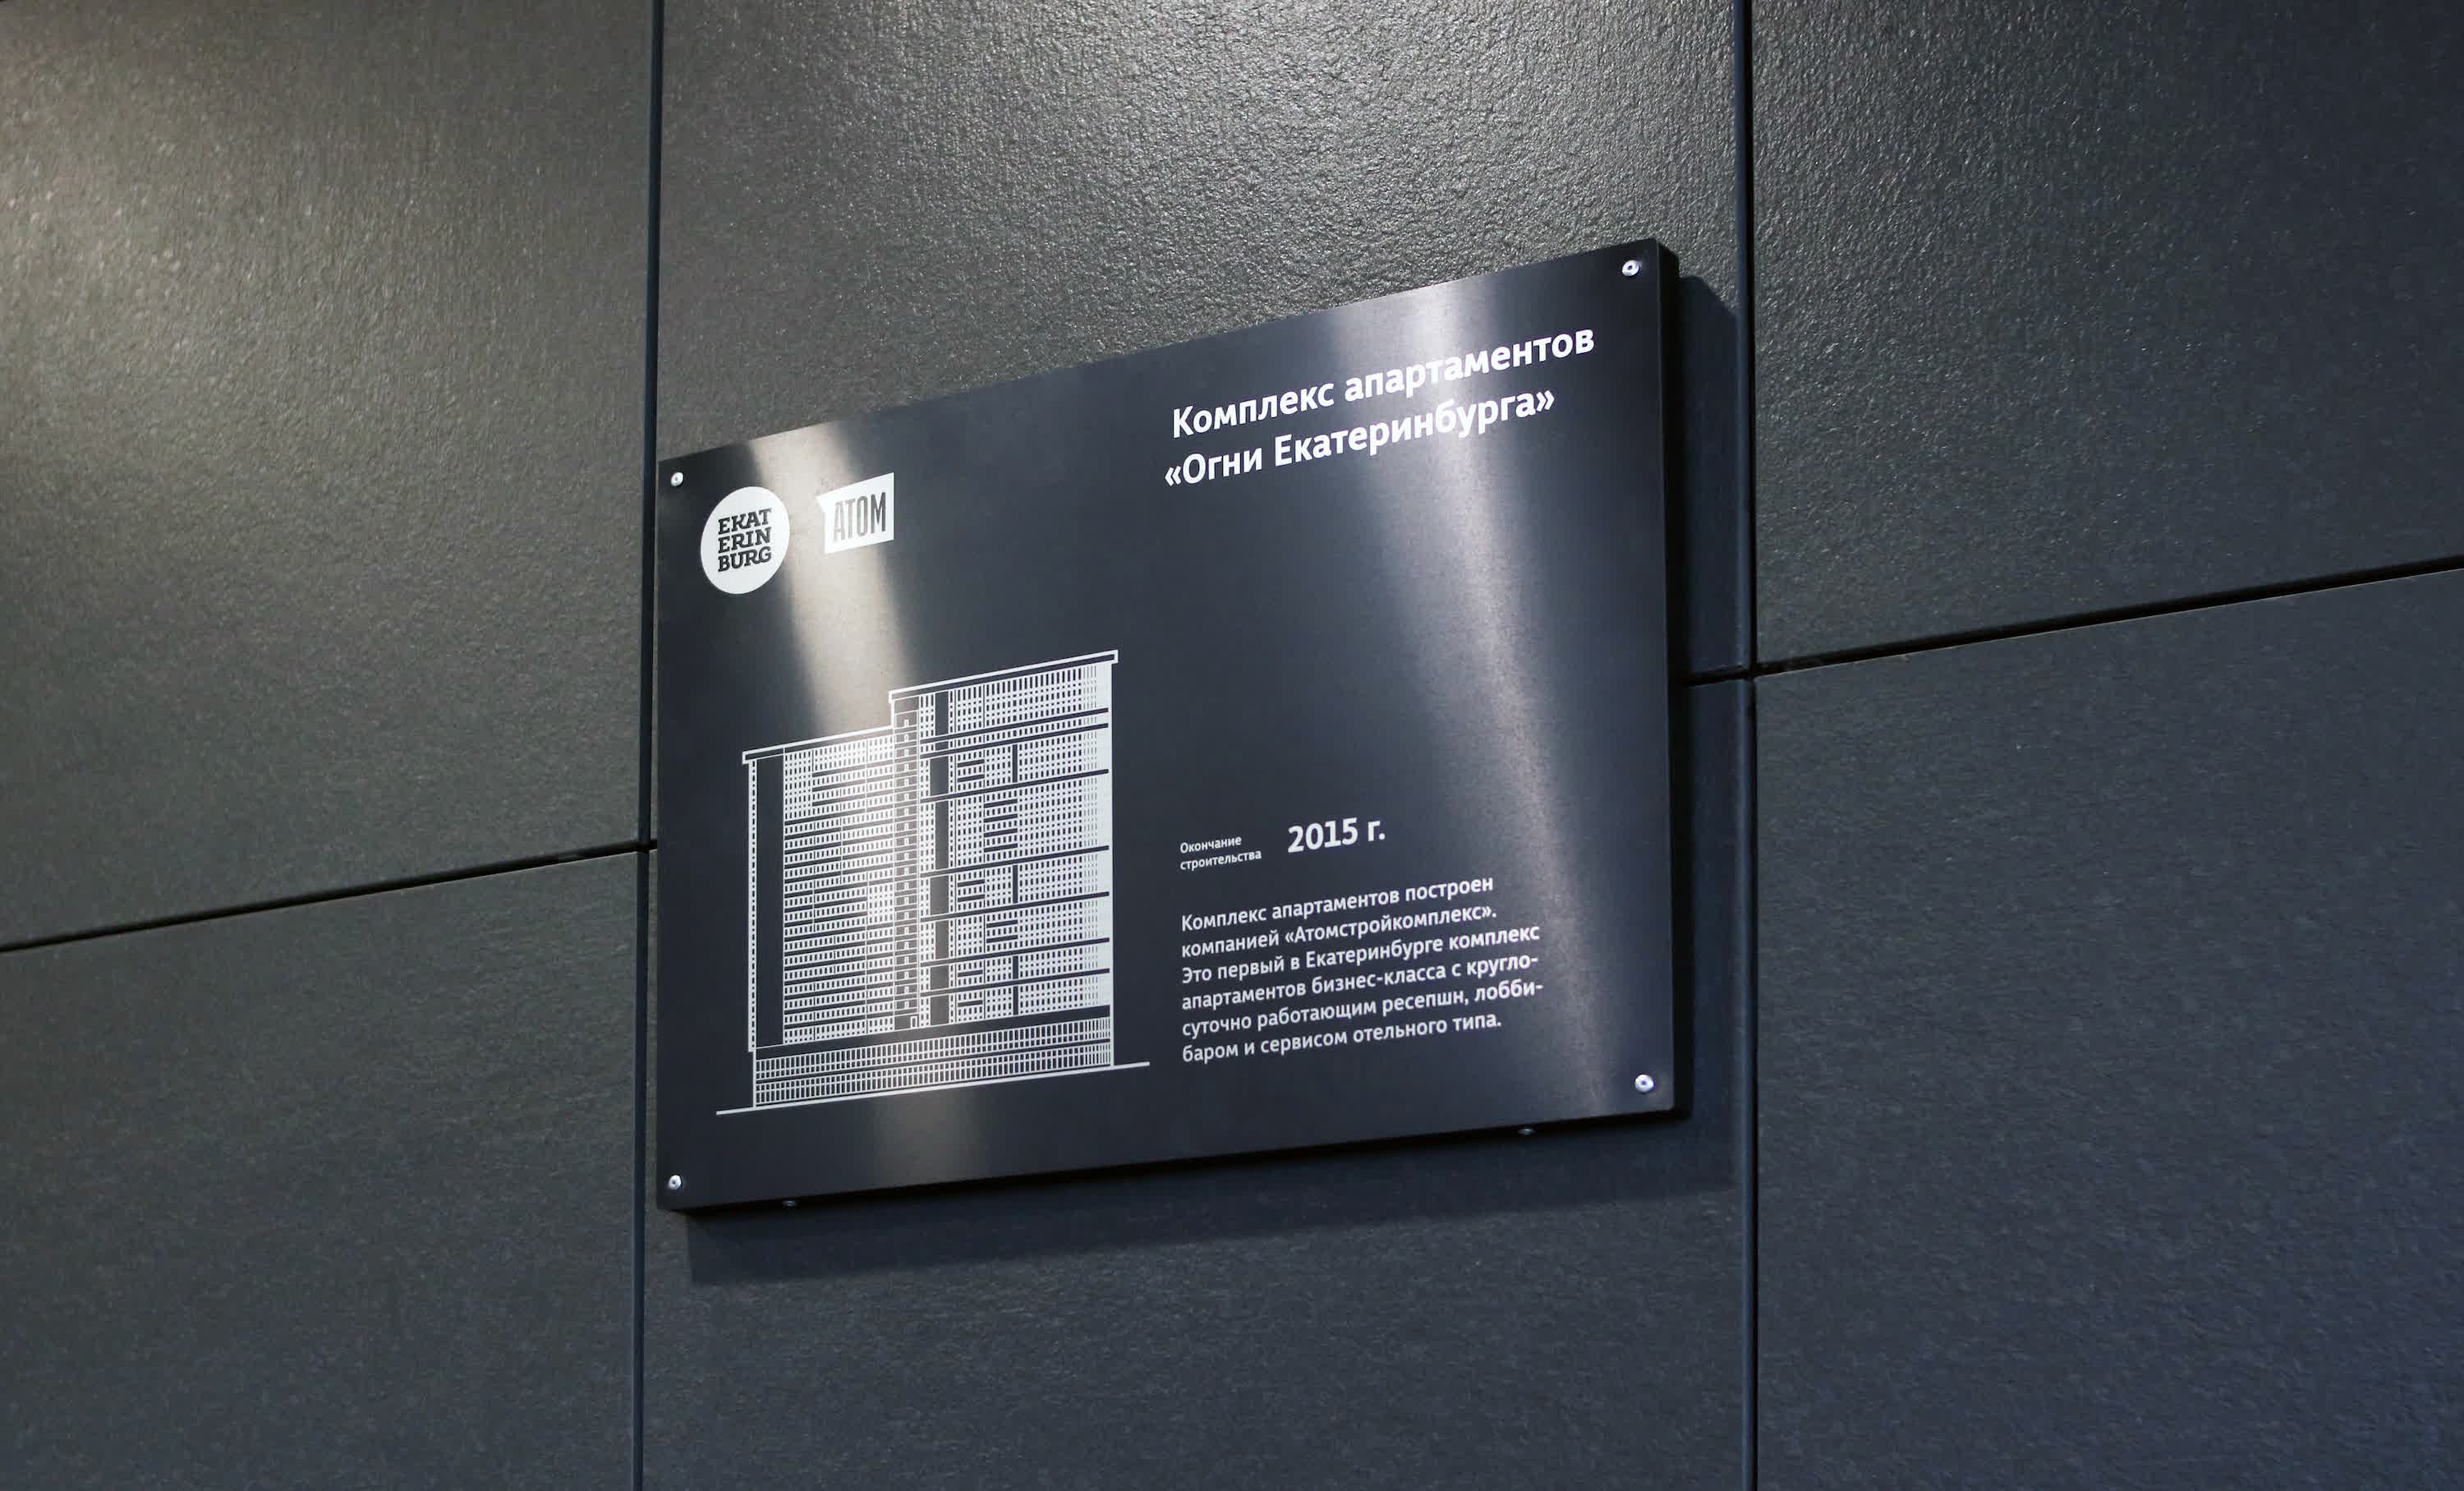 Комплекс апартаментов
«Огни Екатеринбурга»
EKAT
ERIN
BURG
АТОМ
Окончание
строительства
2015 г.
Комплекс апартаментов построен
компанией «Атомстройкомплекс».
Это первый в Екатеринбурге комплекс
апартаментов бизнес-класса с кругло-
суточно работающим ресепшн, лобби-
баром и сервисом отельного типа.